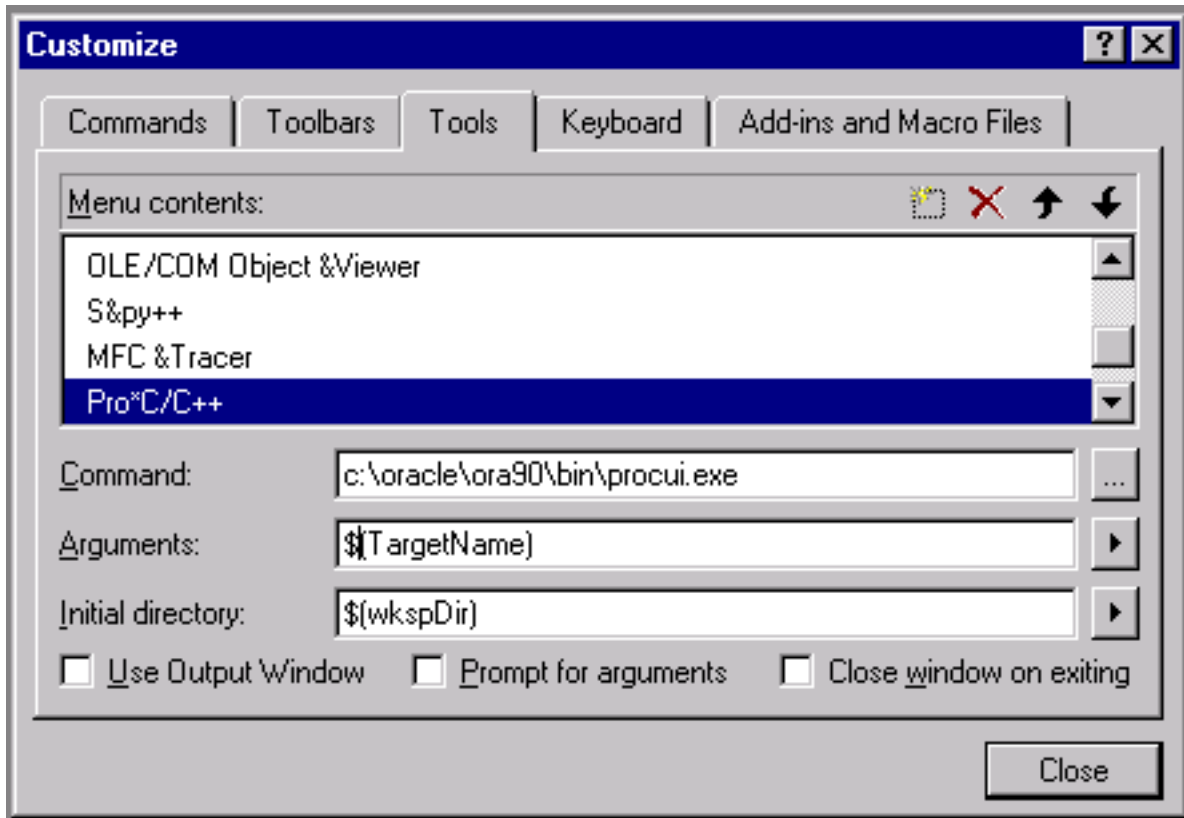 Customize
Commands Toolbars Tools Keyboard Add-ins and Macro Files
Menu contents:
OLE/COM Object &Viewer
S&py++
MFC &Tracer
Pro*C/C++
Command: c:\oracle\ora90\bin\procui.exe ...
Arguments: $(TargetName)
Initial directory: $(wkspDir)
Use Output Window Prompt for arguments Close window on exiting
Close